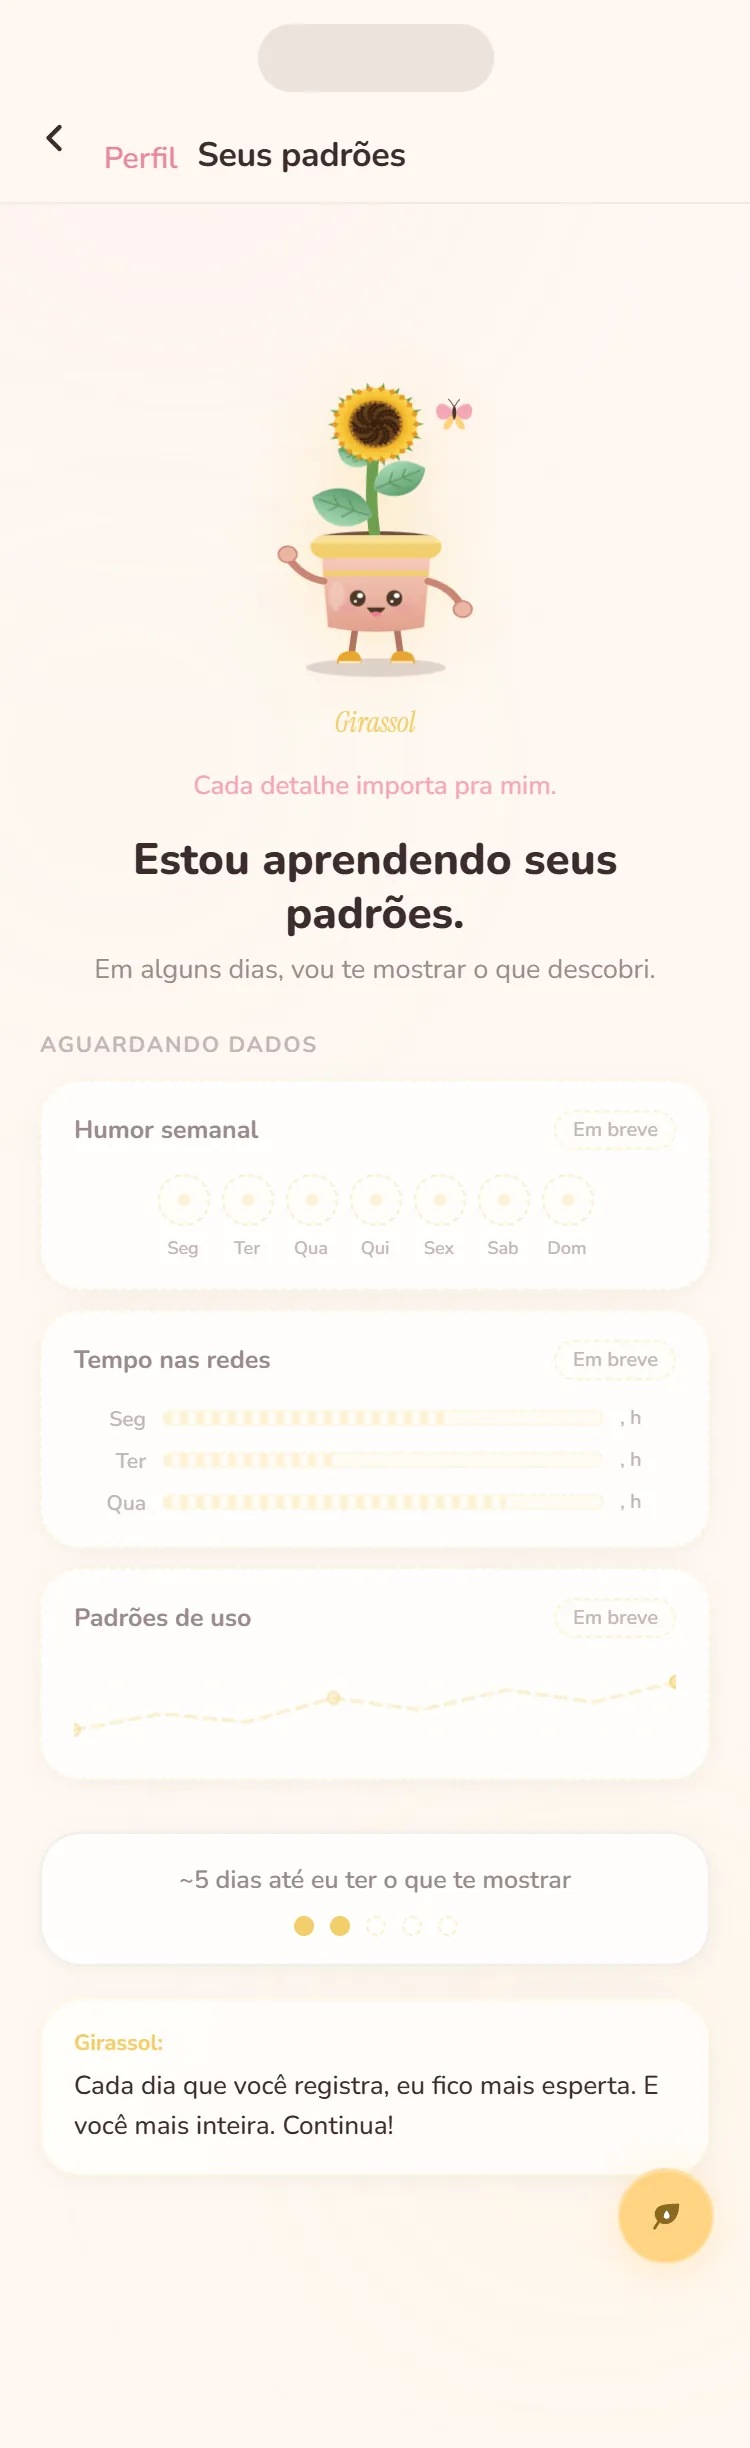 Perfil Seus padrões
Girassol
Cada detalhe importa pra mim.
Estou aprendendo seus
padrões.
Em alguns dias, vou te mostrar o que descobri.
AGUARDANDO DADOS
Humor semanal Em breve
Seg Ter Qua Qui Sex Sab Dom
Tempo nas redes Em breve
Seg , h
Ter , h
Qua , h
Padrões de uso Em breve
~5 dias até eu ter o que te mostrar
Girassol:
Cada dia que você registra, eu fico mais esperta. E
você mais inteira. Continua!